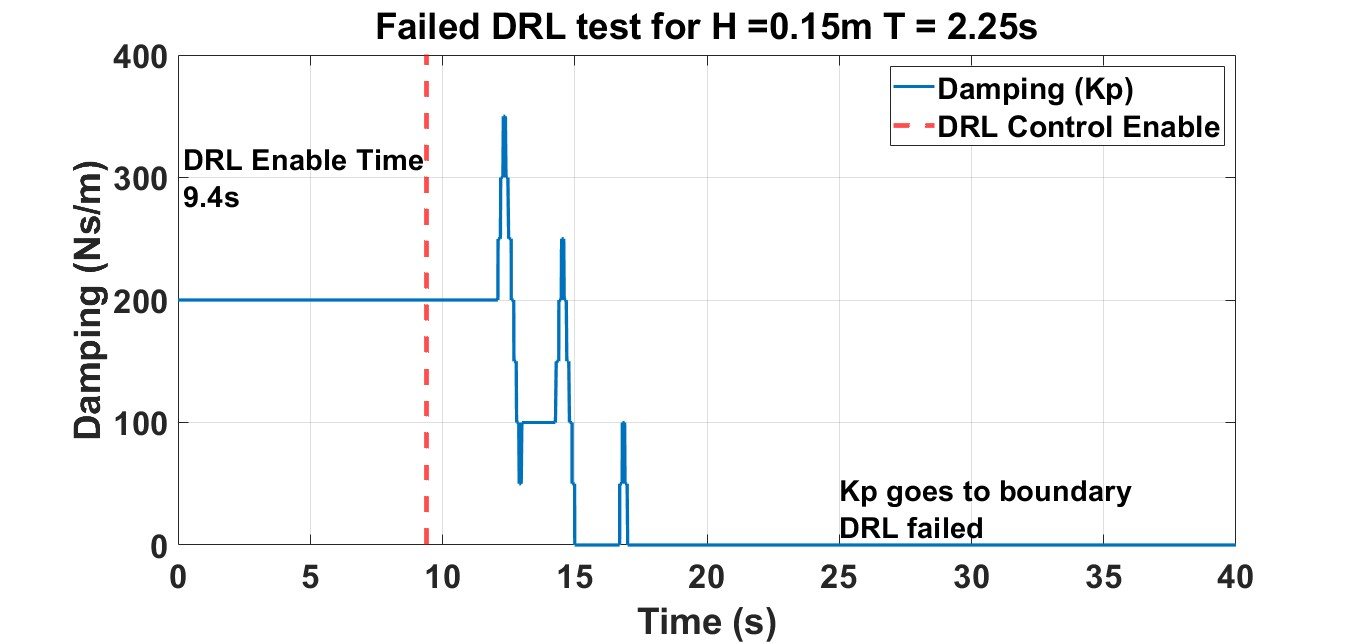 Failed DRL test for H =0.15m T = 2.25s
Damping (Ns/m)
400
300
200
100
0
DRL Enable Time
9.4s
Damping (Kp)
DRL Control Enable
Kp goes to boundary
DRL failed
0 5 10 15 20 25 30 35 40
Time (s)